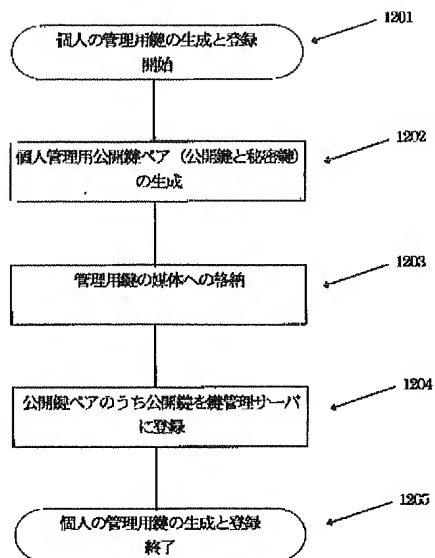 個人の管理用鍵の生成と登録
開始
1201
個人管理用公開鍵ペア（公開鍵と秘密鍵）
の生成
1202
管理用鍵の媒体への格納
1203
公開鍵ペアのうち公開鍵を鍵管理サーバ
に登録
1204
個人の管理用鍵の生成と登録
終了
1205